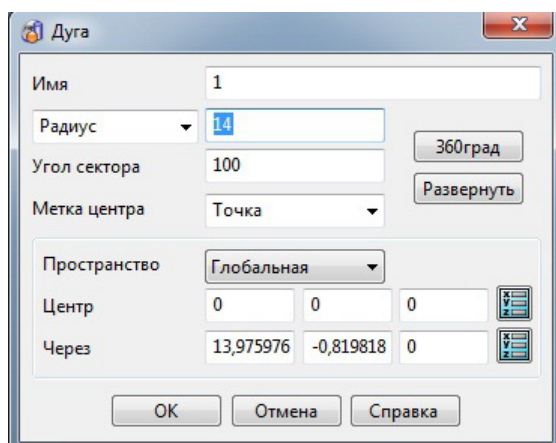 Дуга
Имя 1
Радиус 14
360град
Угол сектора 100
Развернуть
Метка центра Точка
Пространство Глобальная
Центр 0 0 0
Через 13,975976 -0,819818 0
OK Отмена Справка